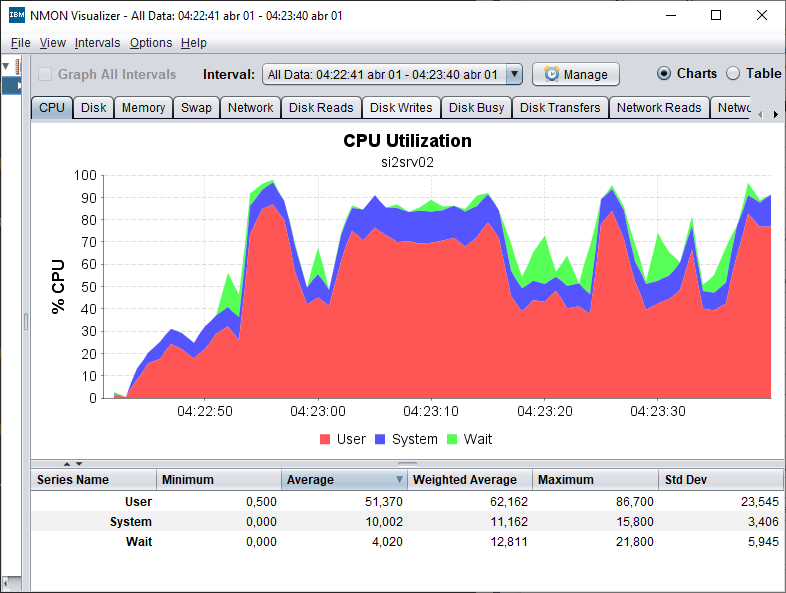 IBM NMON Visualizer - All Data: 04:22:41 abr 01 - 04:23:40 abr 01
File View Intervals Options Help
Graph All Intervals Interval: All Data: 04:22:41 abr 01 - 04:23:40 abr 01 Manage Charts Table
CPU Disk Memory Swap Network Disk Reads Disk Writes Disk Busy Disk Transfers Network Reads
CPU Utilization
si2srv02
100
90
80
70
60
50
40
30
20
10
0
% CPU
04:22:50 04:23:00 04:23:10 04:23:20 04:23:30
User System Wait
Series Name Minimum Average Weighted Average Maximum Std Dev
User 0,500 51,370 62,162 86,700 23,545
System 0,000 10,002 11,162 15,800 3,406
Wait 0,000 4,020 12,811 21,800 5,945